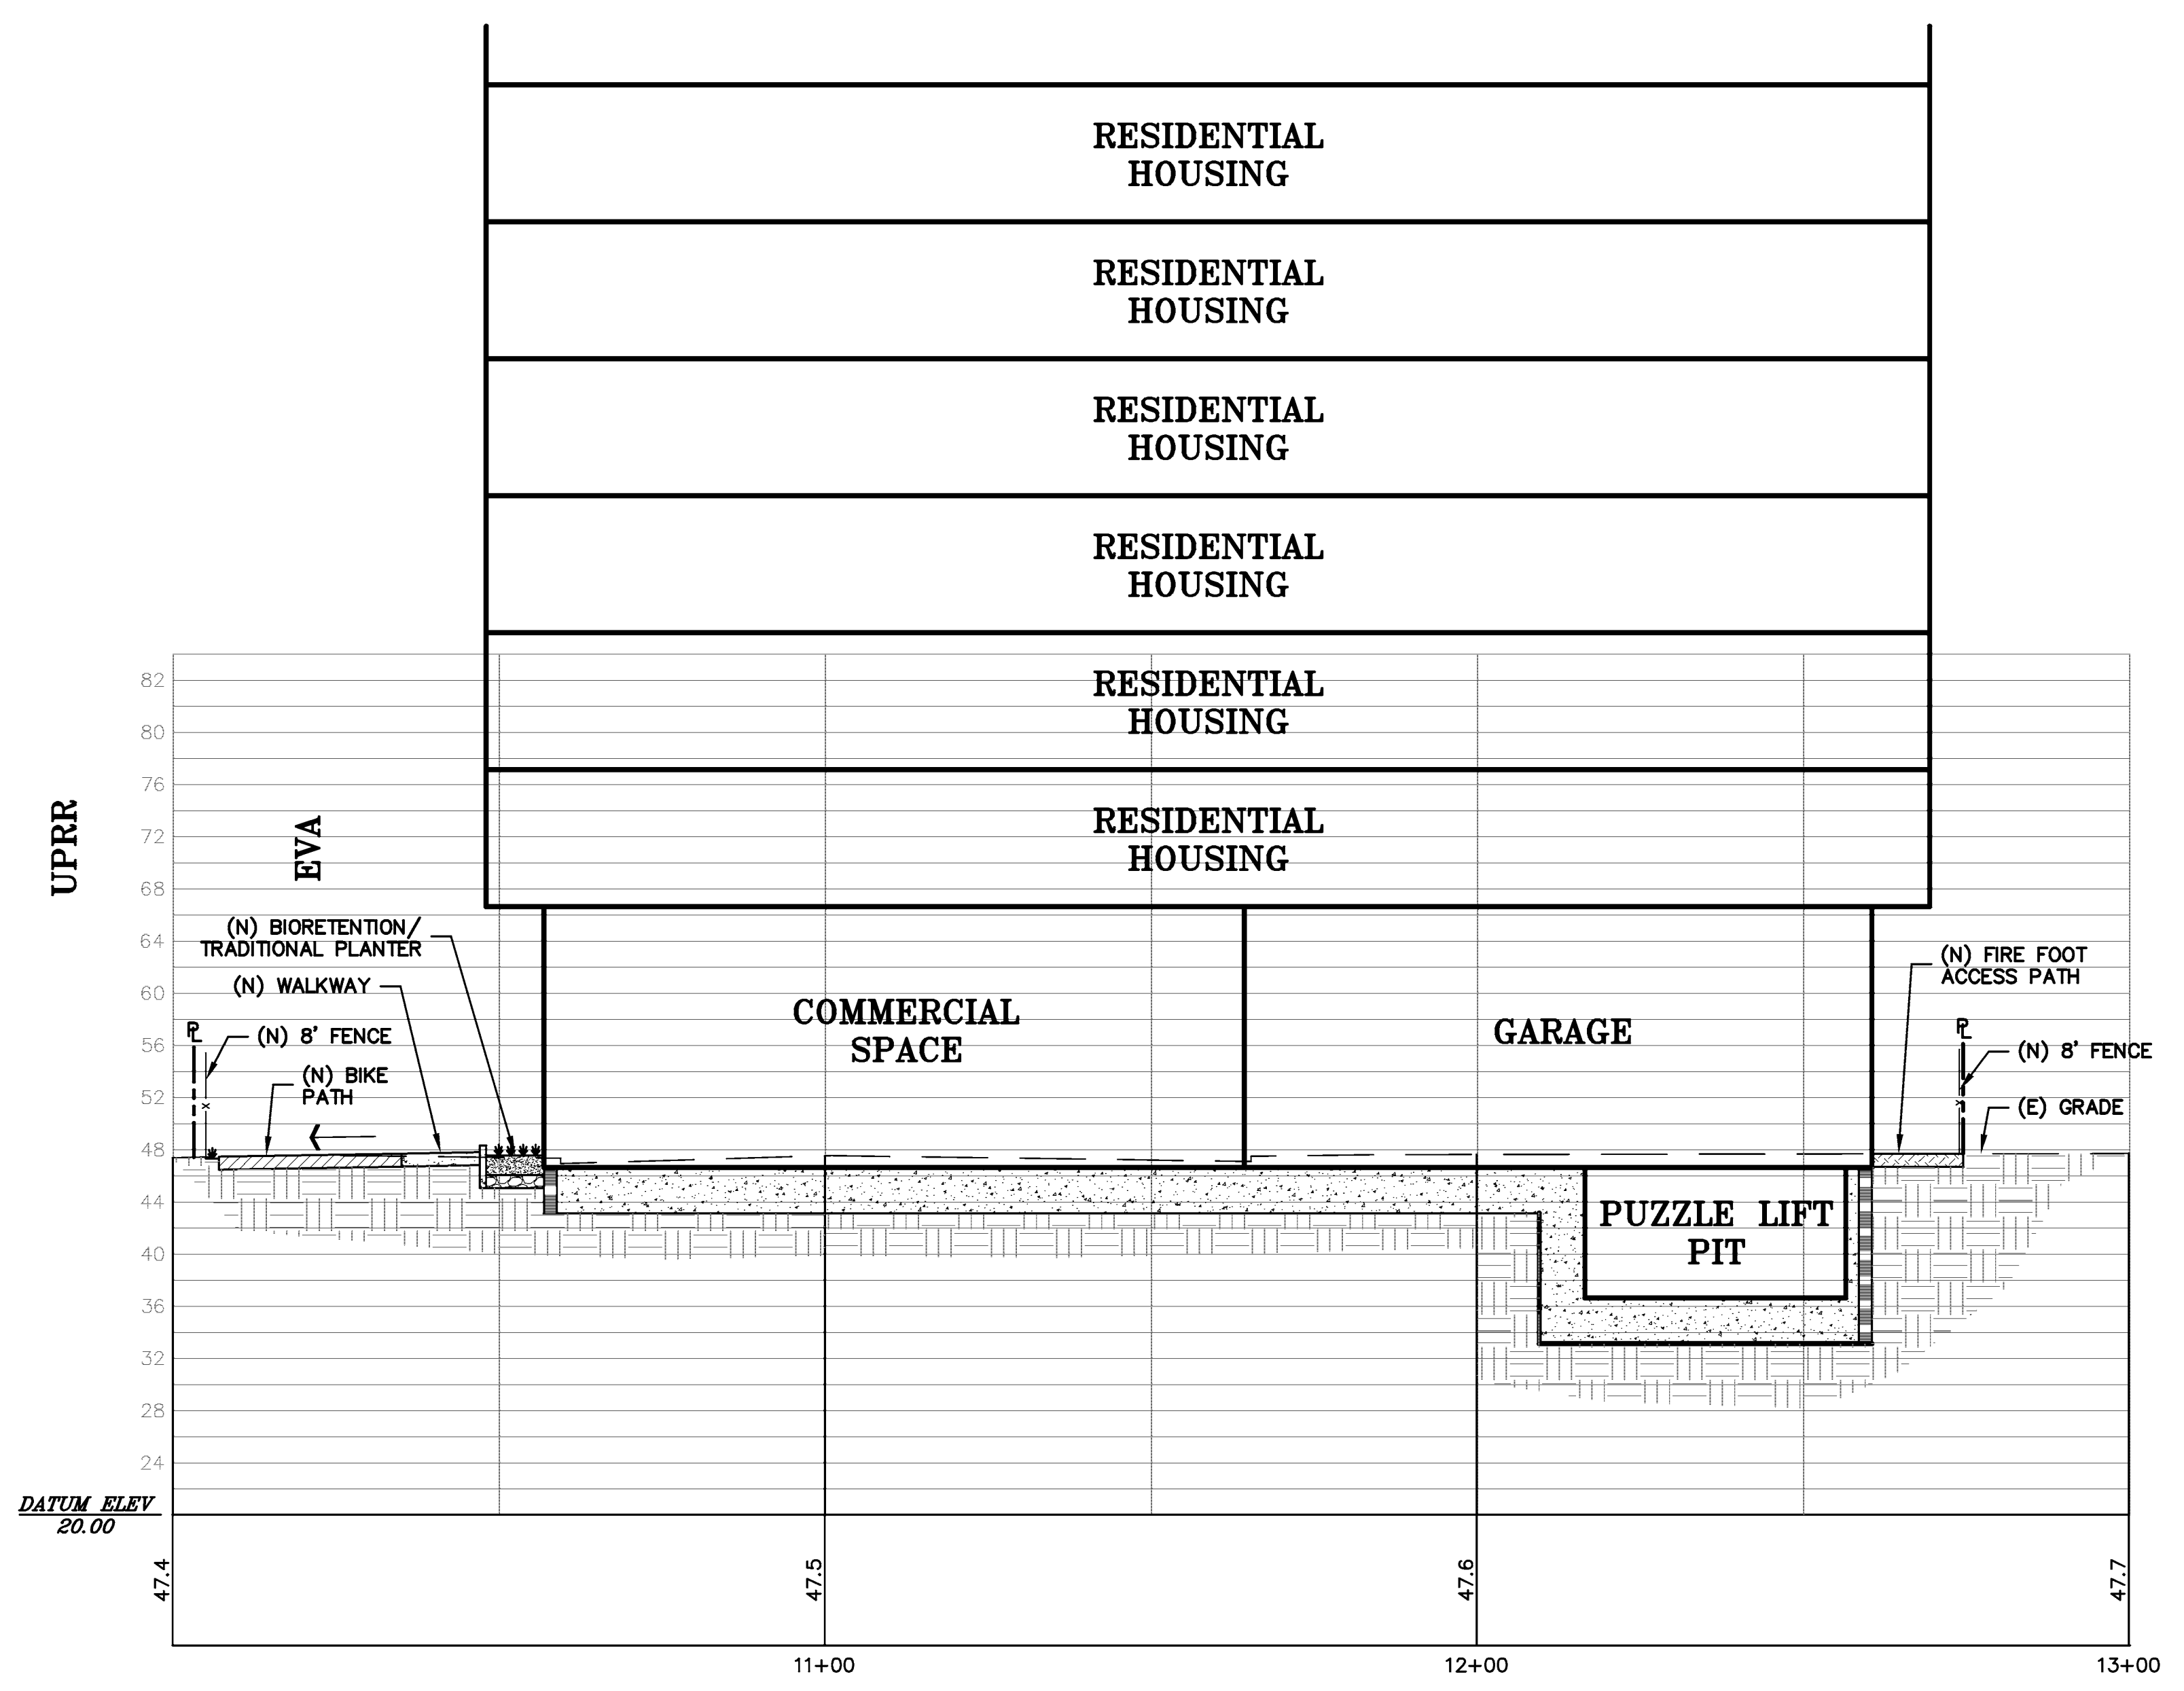 RESIDENTIAL
HOUSING
RESIDENTIAL
HOUSING
RESIDENTIAL
HOUSING
RESIDENTIAL
HOUSING
RESIDENTIAL
HOUSING
RESIDENTIAL
HOUSING
82
80
76
72
68
64
60
56
52
48
44
40
36
32
28
24
UPRR
EVA
(N) BIORETENTION/
TRADITIONAL PLANTER
(N) WALKWAY
PL
(N) 8' FENCE
(N) BIKE
PATH
COMMERCIAL
SPACE
GARAGE
(N) FIRE FOOT
ACCESS PATH
PL
(N) 8' FENCE
(E) GRADE
PUZZLE LIFT
PIT
DATUM ELEV
20.00
47.4
47.5
47.6
47.7
11+00
12+00
13+00